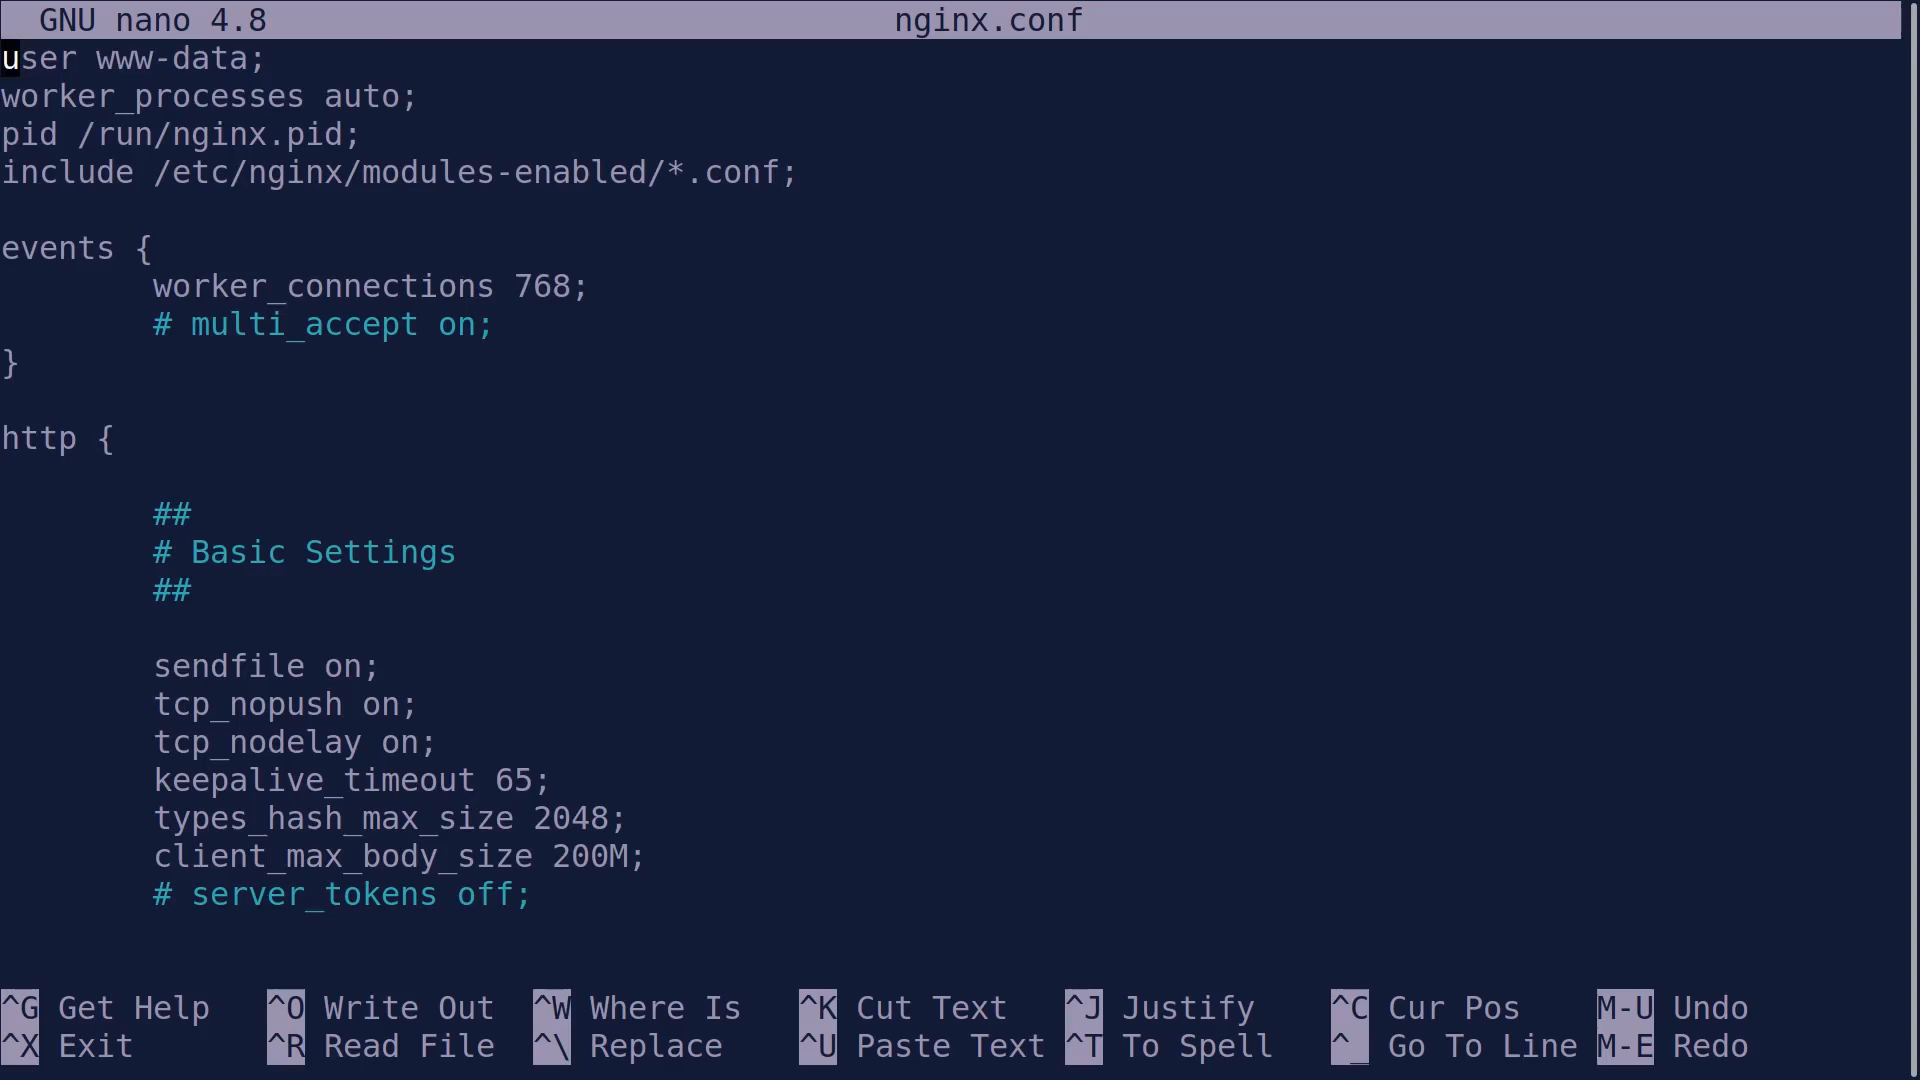 GNU nano 4.8 nginx.conf
user www-data;
worker_processes auto;
pid /run/nginx.pid;
include /etc/nginx/modules-enabled/*.conf;
events {
worker_connections 768;
# multi_accept on;
}
http {
##
# Basic Settings
##
sendfile on;
tcp_nopush on;
tcp_nodelay on;
keepalive_timeout 65;
types_hash_max_size 2048;
client_max_body_size 200M;
# server_tokens off;
^G Get Help ^O Write Out ^W Where Is ^K Cut Text ^J Justify ^C Cur Pos M-U Undo
^X Exit ^R Read File ^\ Replace ^U Paste Text ^T To Spell ^_ Go To Line M-E Redo